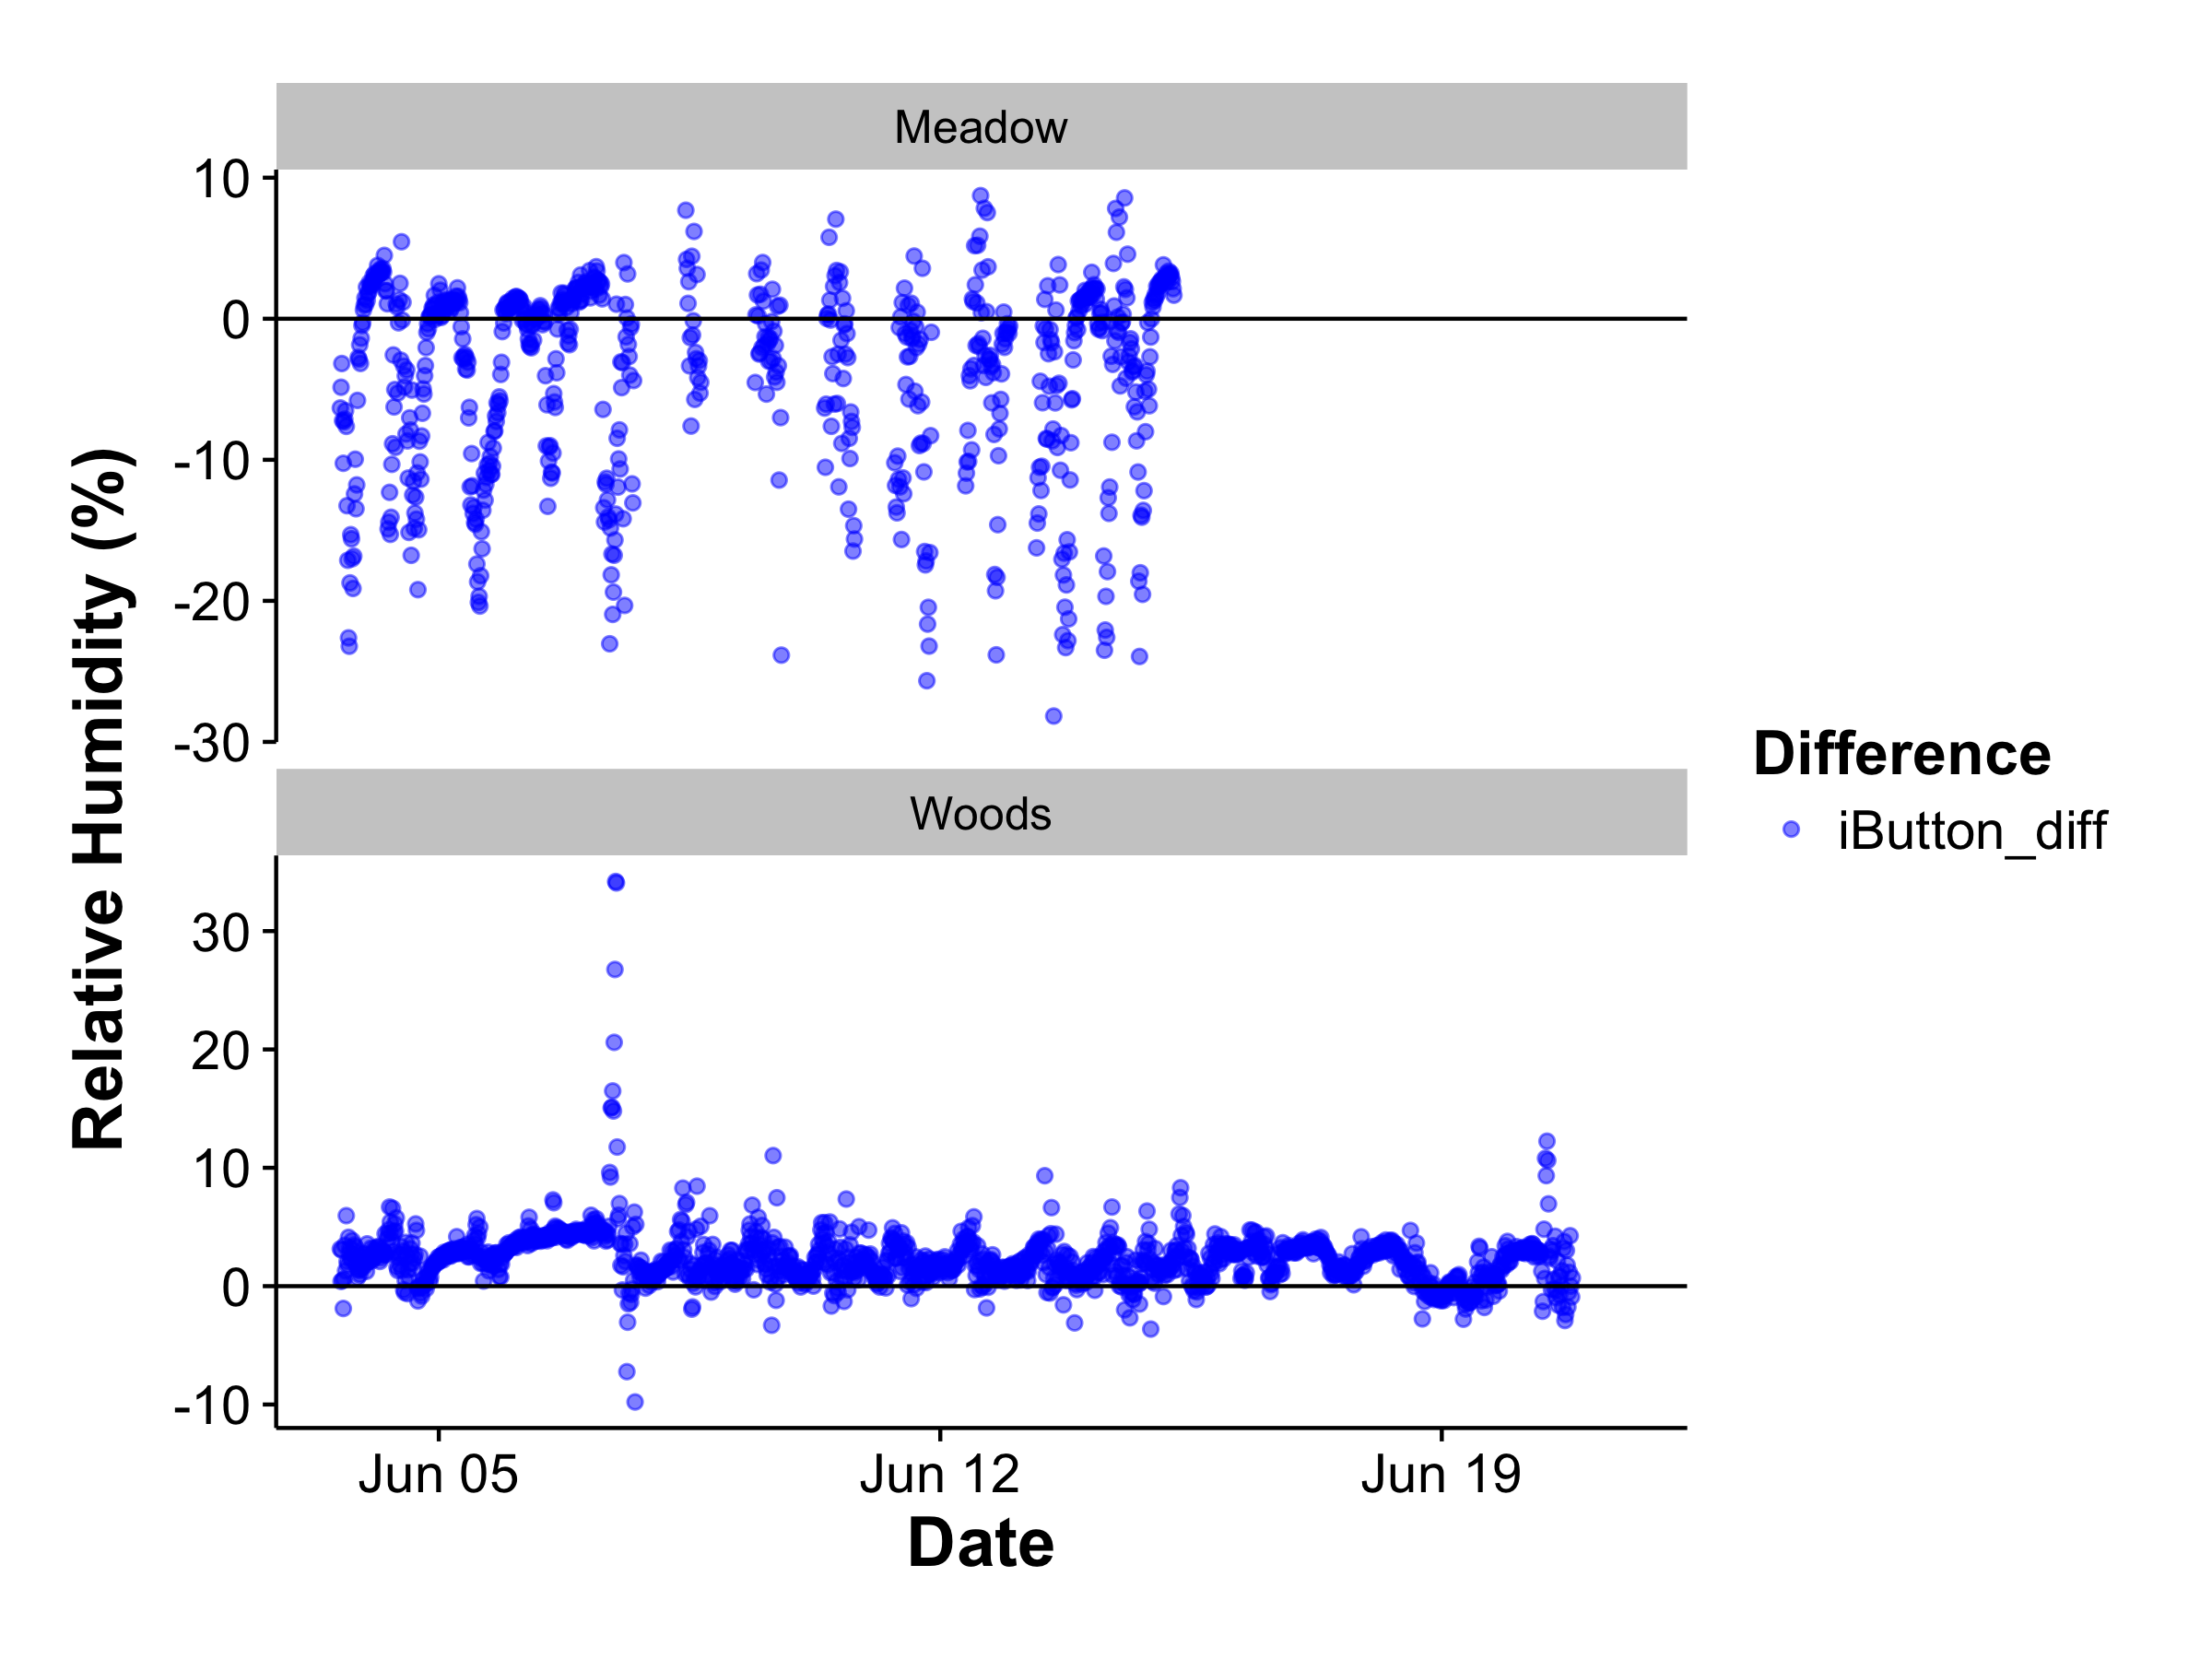 Meadow
10
0
-10
-20
-30
Relative Humidity (%)
Woods
30
20
10
0
-10
Jun 05
Jun 12
Jun 19
Date
Difference
iButton_diff